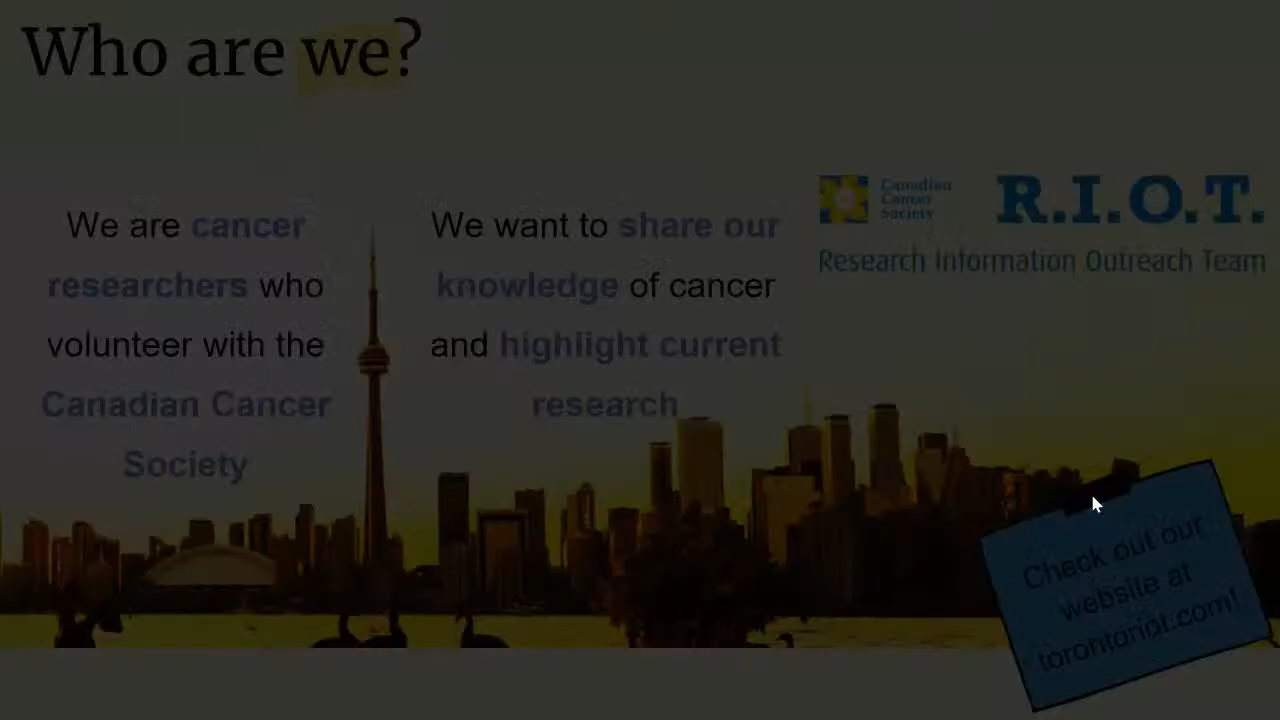 Who are we?
We are cancer
researchers who
volunteer with the
Canadian Cancer
Society
We want to share our
knowledge of cancer
and highlight current
research
Canadian
Cancer
Society
R.I.O.T.
Research Information Outreach Team
Check out our
website at
torontoriot.com!